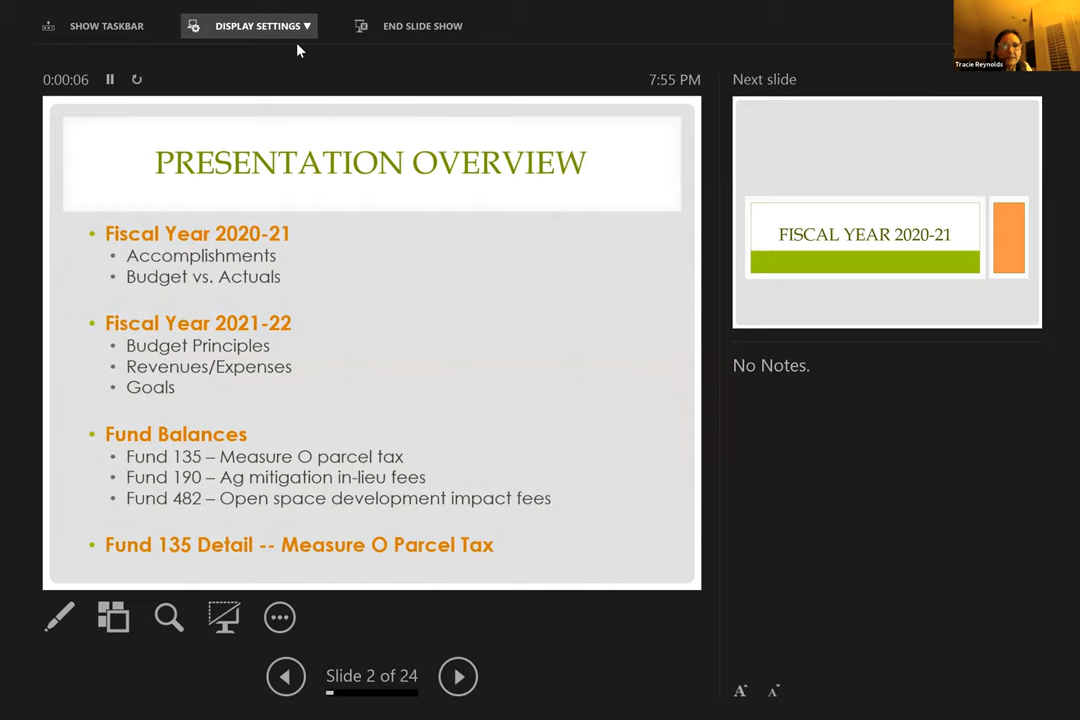 SHOW TASKBAR
DISPLAY SETTINGS ▼
END SLIDE SHOW
Tracie Reynolds
0:00:06
7:55 PM
Next slide
PRESENTATION OVERVIEW
• Fiscal Year 2020-21
• Accomplishments
• Budget vs. Actuals
• Fiscal Year 2021-22
• Budget Principles
• Revenues/Expenses
• Goals
• Fund Balances
• Fund 135 – Measure O parcel tax
• Fund 190 – Ag mitigation in-lieu fees
• Fund 482 – Open space development impact fees
• Fund 135 Detail -- Measure O Parcel Tax
FISCAL YEAR 2020-21
No Notes.
Slide 2 of 24
A A